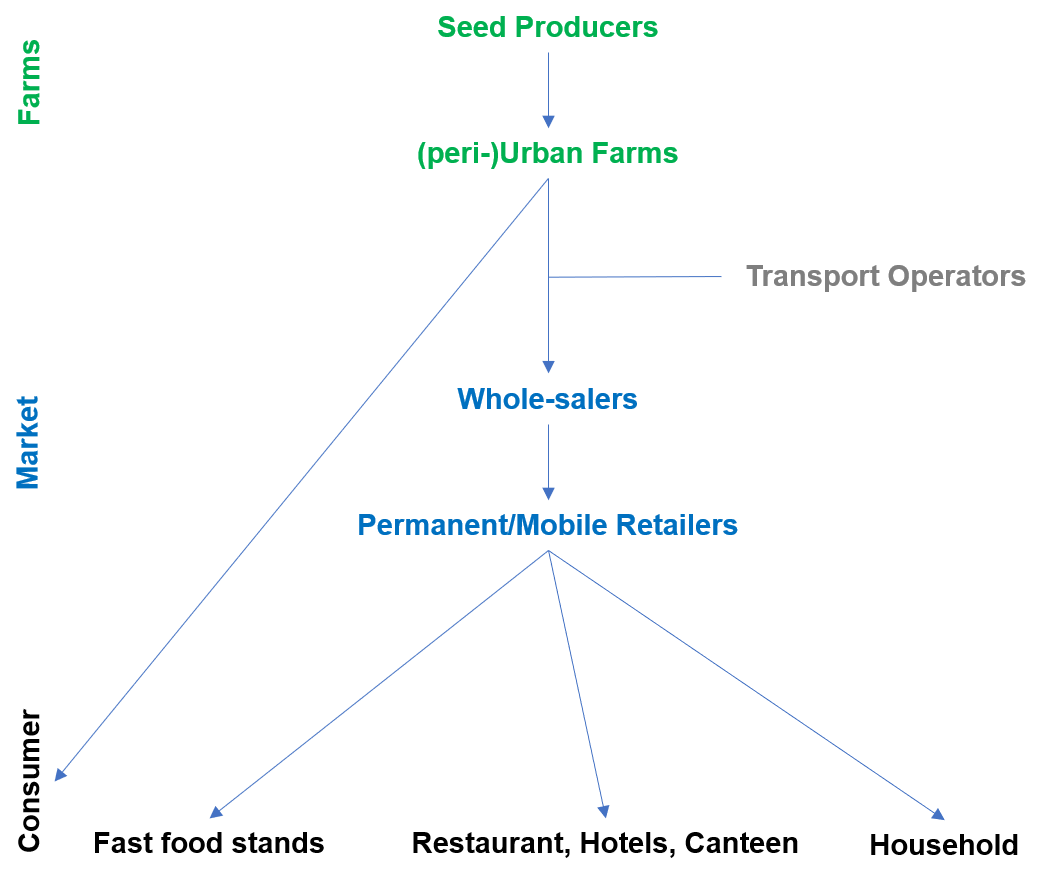 Farms
Seed Producers
(peri-)Urban Farms
Transport Operators
Market
Whole-salers
Permanent/Mobile Retailers
Consumer
Fast food stands
Restaurant, Hotels, Canteen
Household